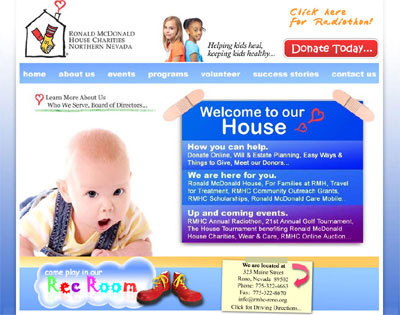 Ronald McDonald
House Charities
Northern Nevada
Helping kids heal,
keeping kids healthy...
Click here
for Radiothon!
Donate Today...
home about us events programs volunteer success stories contact us
Learn More About Us
Who We Serve, Board of Directors...
Welcome to our
House
How you can help.
Donate Online, Will & Estate Planning, Easy Ways &
Things to Give, Meet our Donors...
We are here for you.
Ronald McDonald House, For Families at RMH, Travel
for Treatment, RMHC Community Outreach Grants,
RMHC Scholarships, Ronald McDonald Care Mobile..
Up and coming events.
RMHC Annual Radiothon, 21st Annual Golf Tournament,
The House Tournament benefiting Ronald McDonald
House Charities, Wear & Care, RMHC Online Auction...
come play in our
Rec Room
We are located at
323 Maine Street
Reno, Nevada 89502
Phone: 775-322-4663
Fax: 775-322-8670
info@rmhc-reno.org
Click for Driving Directions...